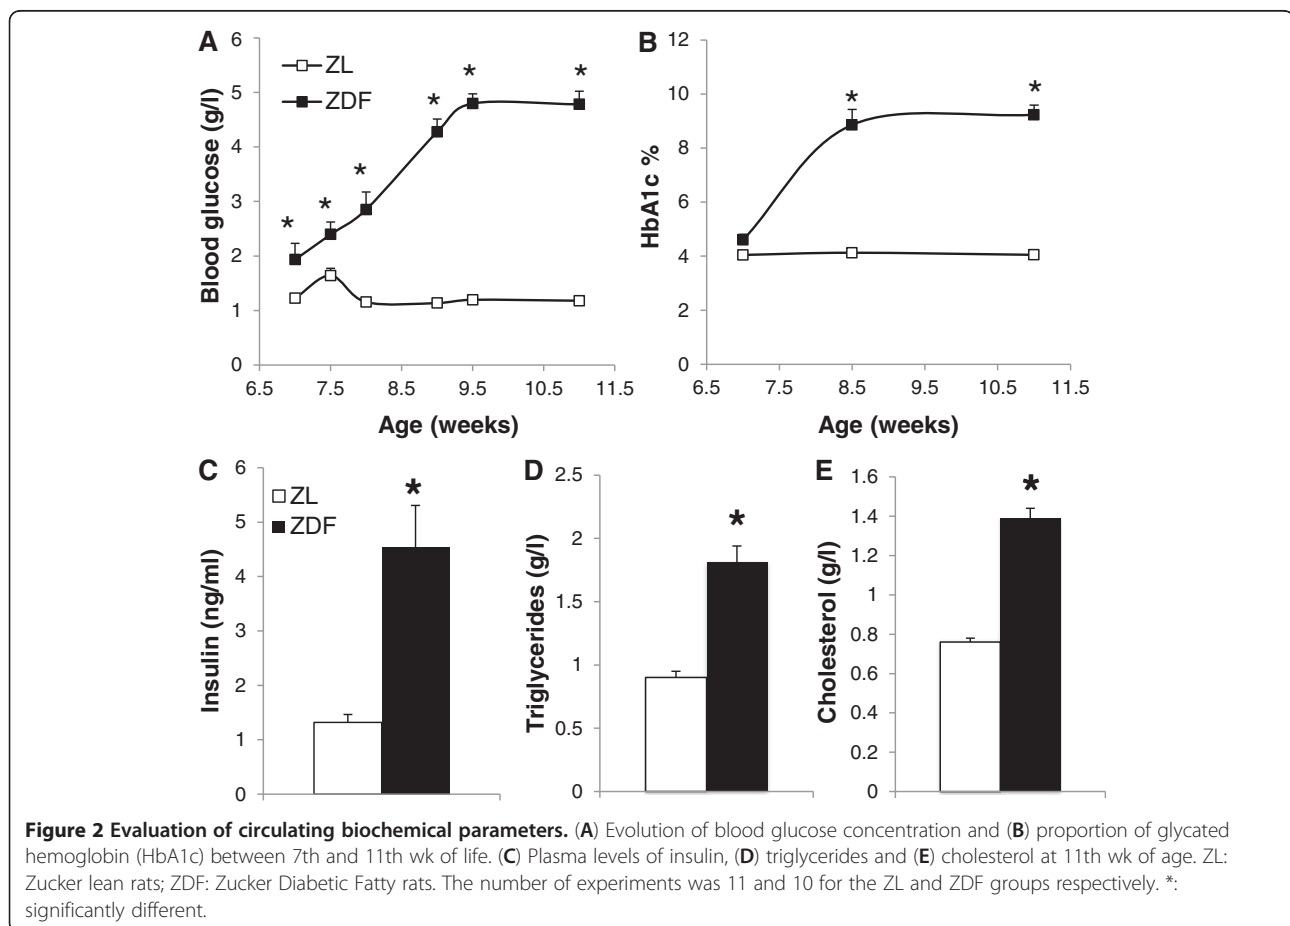 A
6
5
4
3
2
1
0
Blood glucose (g/l)
ZL
ZDF
* * * * * *
6.5 7.5 8.5 9.5 10.5 11.5
Age (weeks)
B
12
10
8
6
4
2
0
HbA1c %
* *
6.5 7.5 8.5 9.5 10.5 11.5
Age (weeks)
C
6
5
4
3
2
1
0
Insulin (ng/ml)
ZL
ZDF
*
D
2.5
2
1.5
1
0.5
0
Triglycerides (g/l)
*
E
1.6
1.4
1.2
1
0.8
0.6
0.4
0.2
0
Cholesterol (g/l)
*
Figure 2 Evaluation of circulating biochemical parameters. (A) Evolution of blood glucose concentration and (B) proportion of glycated
hemoglobin (HbA1c) between 7th and 11th wk of life. (C) Plasma levels of insulin, (D) triglycerides and (E) cholesterol at 11th wk of age. ZL:
Zucker lean rats; ZDF: Zucker Diabetic Fatty rats. The number of experiments was 11 and 10 for the ZL and ZDF groups respectively. *:
significantly different.